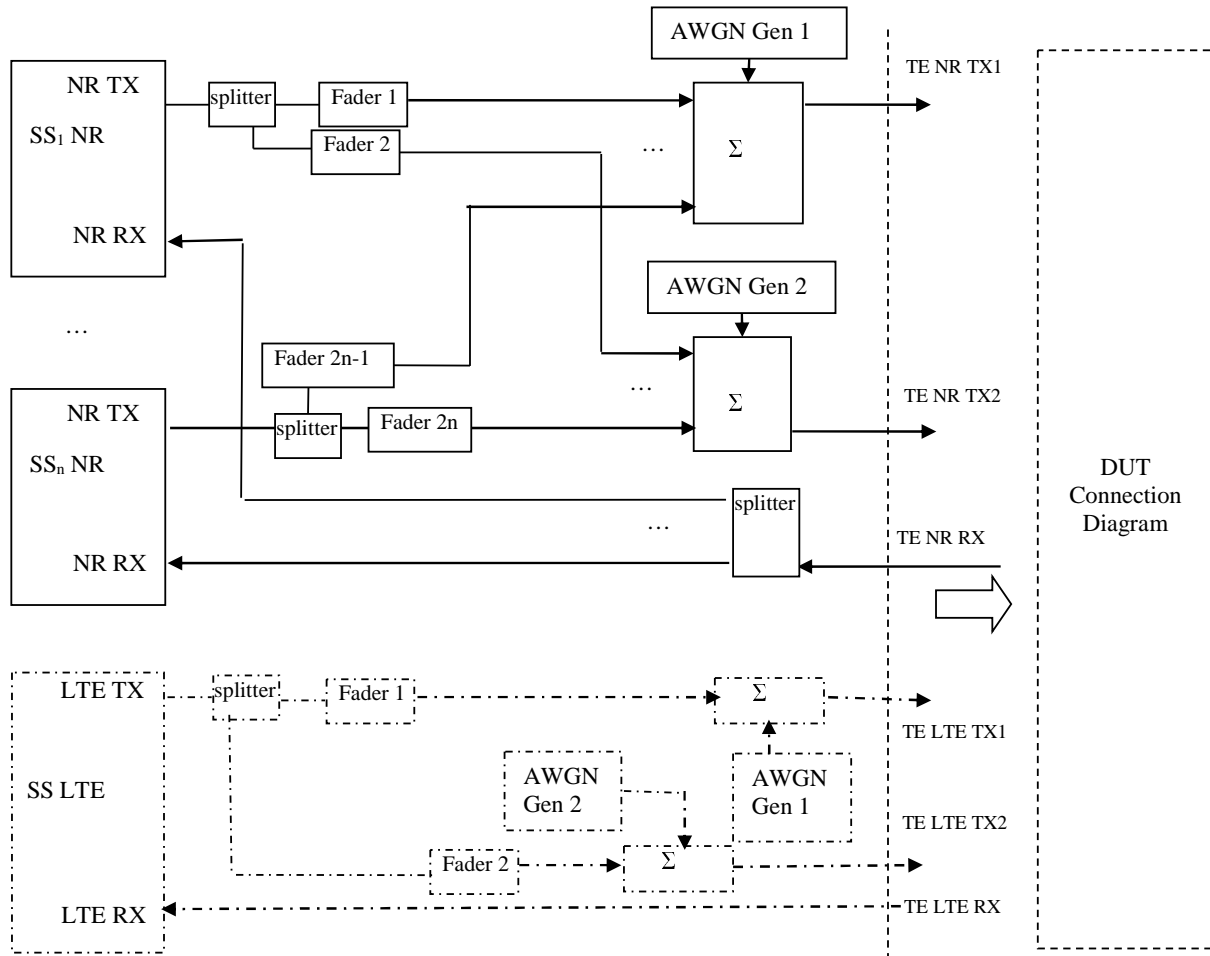 AWGN Gen 1
TE NR TX1
NR TX
splitter
Fader 1
SS₁ NR
Fader 2
…
Σ
NR RX
AWGN Gen 2
…
Fader 2n-1
…
Σ
TE NR TX2
NR TX
splitter
Fader 2n
SSₙ NR
DUT
Connection
Diagram
splitter
…
TE NR RX
NR RX
LTE TX
splitter
Fader 1
Σ
TE LTE TX1
SS LTE
AWGN
Gen 2
AWGN
Gen 1
TE LTE TX2
Fader 2
Σ
LTE RX
TE LTE RX